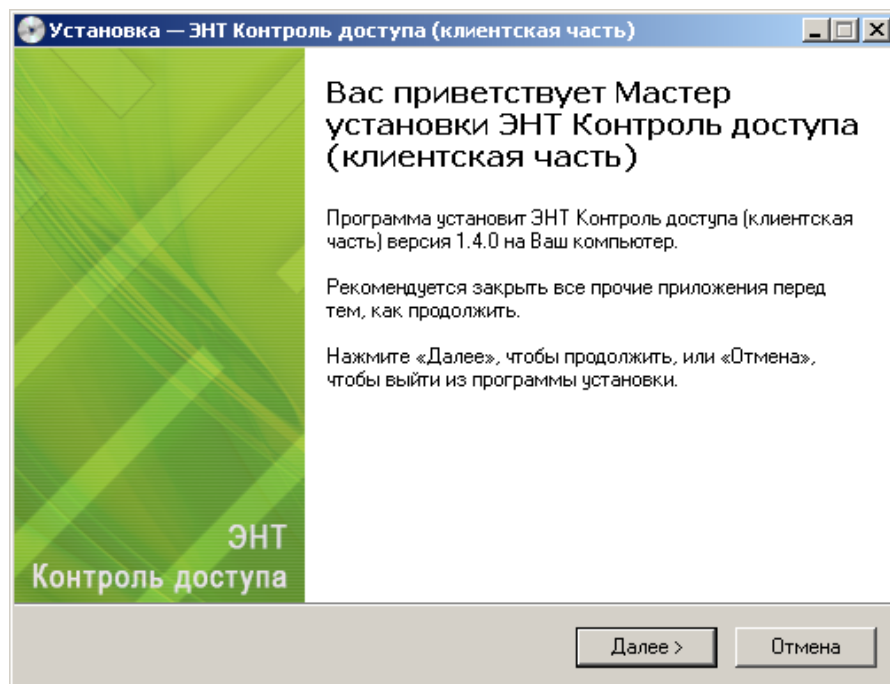 Установка — ЭНТ Контроль доступа (клиентская часть)
Вас приветствует Мастер
установки ЭНТ Контроль доступа
(клиентская часть)
Программа установит ЭНТ Контроль доступа (клиентская
часть) версия 1.4.0 на Ваш компьютер.
Рекомендуется закрыть все прочие приложения перед
тем, как продолжить.
Нажмите «Далее», чтобы продолжить, или «Отмена»,
чтобы выйти из программы установки.
ЭНТ
Контроль доступа
Далее >
Отмена